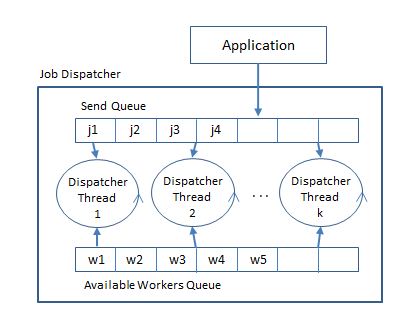 Application
Job Dispatcher
Send Queue
j1 j2 j3 j4
Dispatcher Thread 1
Dispatcher Thread 2
...
Dispatcher Thread k
w1 w2 w3 w4 w5
Available Workers Queue